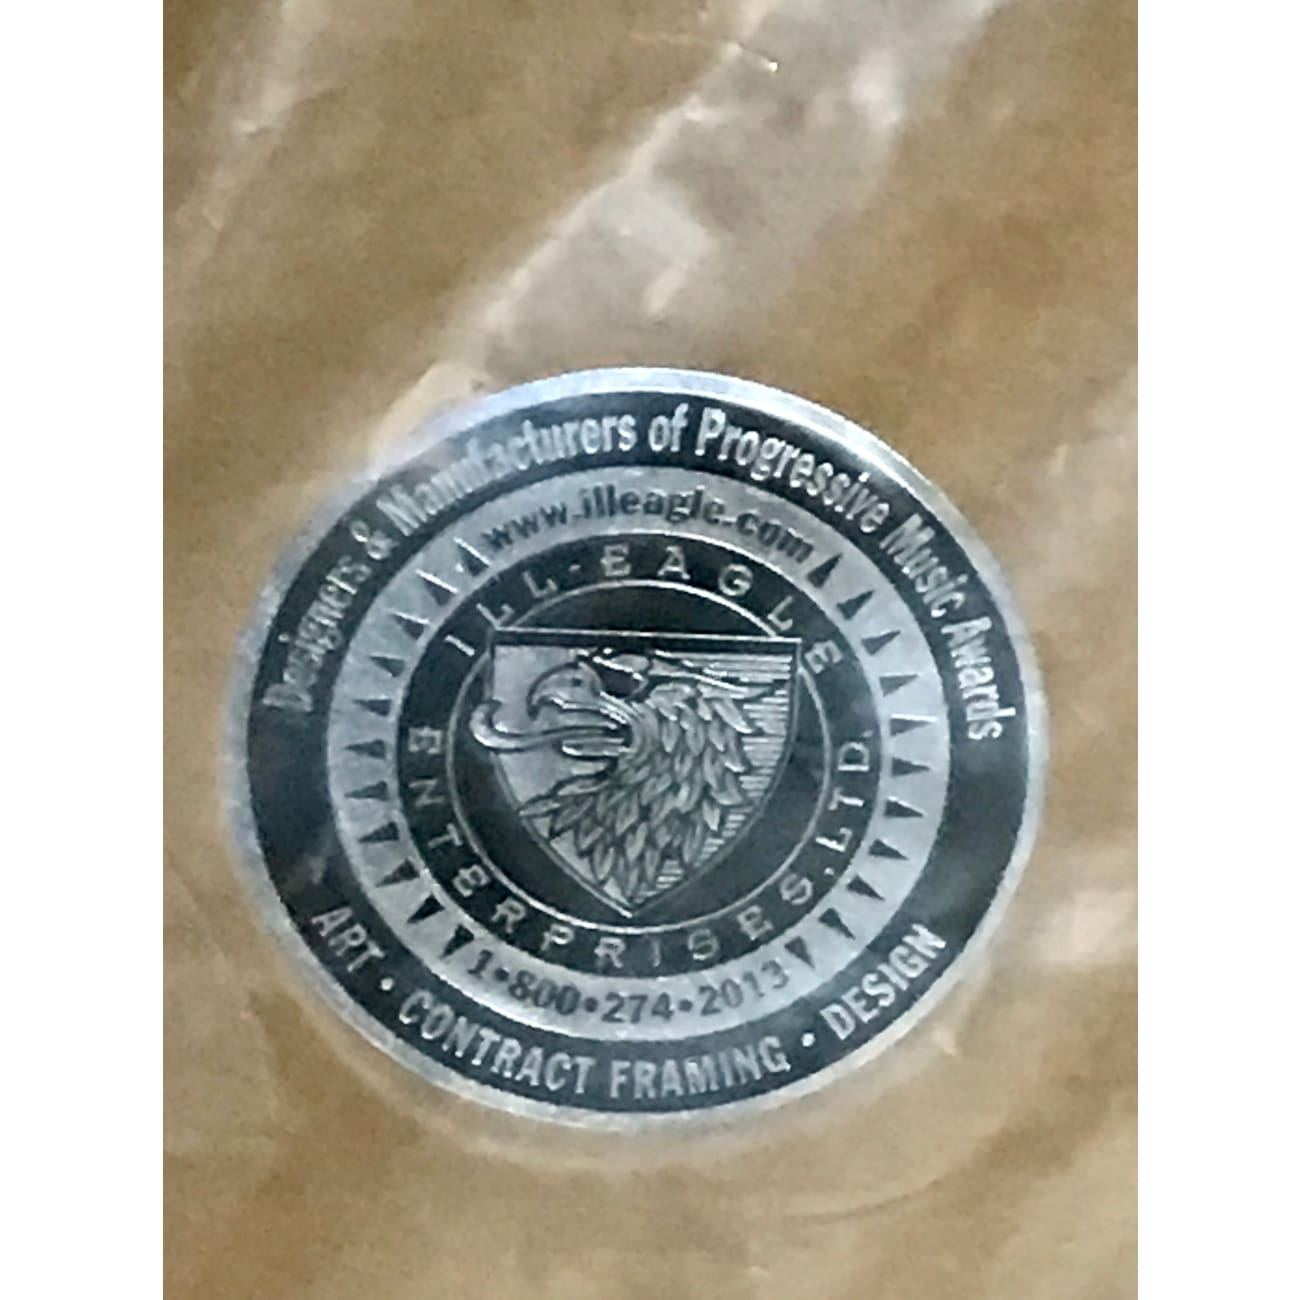 Designers & Manufacturers of Progressive Music Awards
www.illeagle.com
ILL-EAGLE
ENTERPRISES, LTD.
1•800•274•2013
ART • CONTRACT FRAMING • DESIGN